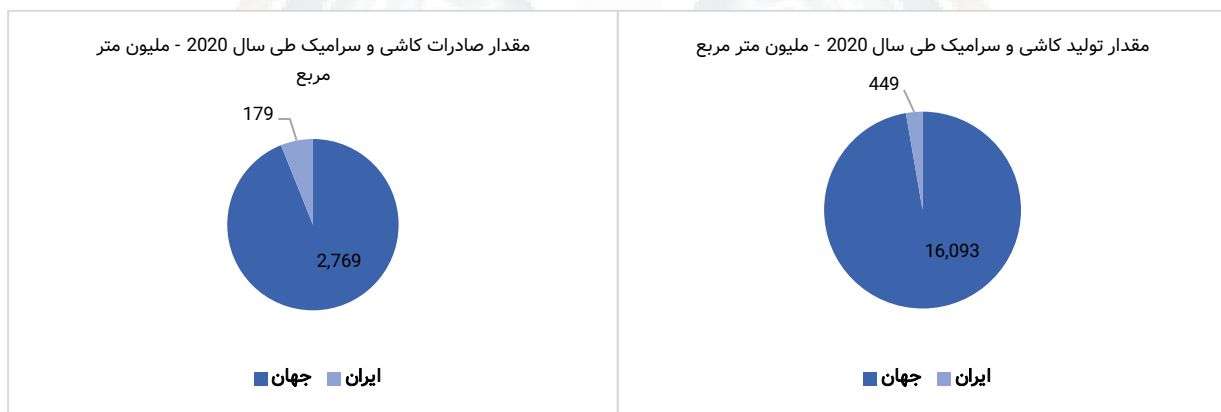 مقدار تولید کاشی و سرامیک طی سال 2020 - ملیون متر مربع
449
16,093
جهان ایران
مقدار صادرات کاشی و سرامیک طی سال 2020 - ملیون متر
مربع
179
2,769
جهان ایران